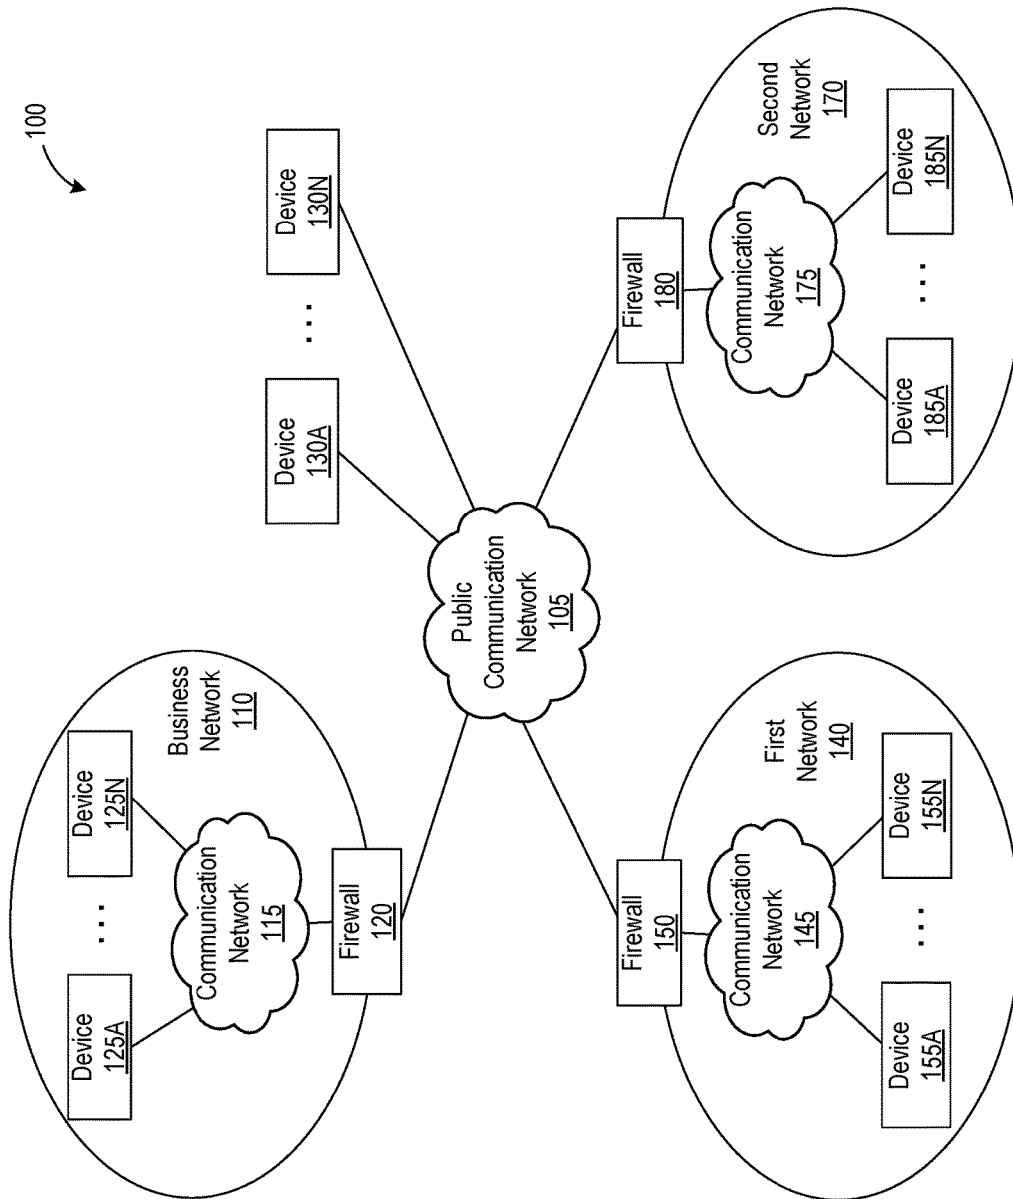 100
Device
125A
...
Device
125N
Business
Network
110
Communication
Network
115
Firewall
120
Device
130A
...
Device
130N
Public
Communication
Network
105
Firewall
150
Communication
Network
145
First
Network
140
Device
155A
...
Device
155N
Firewall
180
Communication
Network
175
Second
Network
170
Device
185A
...
Device
185N